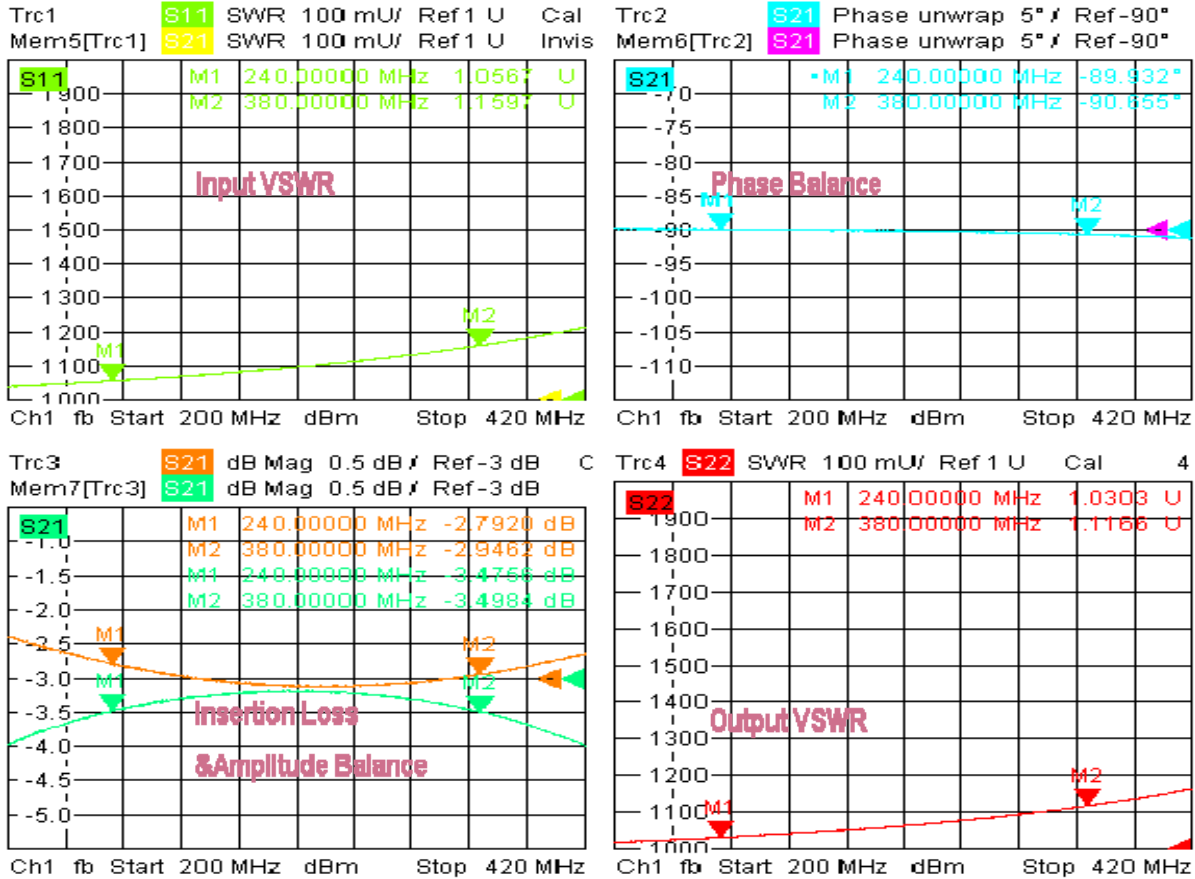 Trc1 S11 SWR 100 mU/ Ref 1 U Cal
Mem5[Trc1] S21 SWR 100 mU/ Ref 1 U Invis
S11
M1 240.00000 MHz 1.0567 U
M2 380.00000 MHz 1.1597 U
1900
1800
1700
Input VSWR
1600
1500
1400
1300
M2
1200
M1
1100
1000
Ch1 fb Start 200 MHz dBm Stop 420 MHz
Trc2 S21 Phase unwrap 5° / Ref -90°
Mem6[Trc2] S21 Phase unwrap 5° / Ref -90°
S21
•M1 240.00000 MHz -89.932°
M2 380.00000 MHz -90.655°
-70
-75
-80
Phase Balance
-85
M1
M2
-90
-95
-100
-105
-110
Ch1 fb Start 200 MHz dBm Stop 420 MHz
Trc3 S21 dB Mag 0.5 dB / Ref -3 dB C
Mem7[Trc3] S21 dB Mag 0.5 dB / Ref -3 dB
S21
M1 240.00000 MHz -2.7920 dB
M2 380.00000 MHz -2.9462 dB
M1 240.00000 MHz -3.4756 dB
M2 380.00000 MHz -3.4984 dB
-1.0
-1.5
-2.0
M1
M2
-2.5
-3.0
M1
M2
-3.5
Insertion Loss
-4.0
&Amplitude Balance
-4.5
-5.0
Ch1 fb Start 200 MHz dBm Stop 420 MHz
Trc4 S22 SWR 100 mU/ Ref 1 U Cal 4
S22
M1 240.00000 MHz 1.0303 U
M2 380.00000 MHz 1.1166 U
1900
1800
1700
1600
1500
1400
Output VSWR
1300
1200
M2
1100
M1
1000
Ch1 fb Start 200 MHz dBm Stop 420 MHz